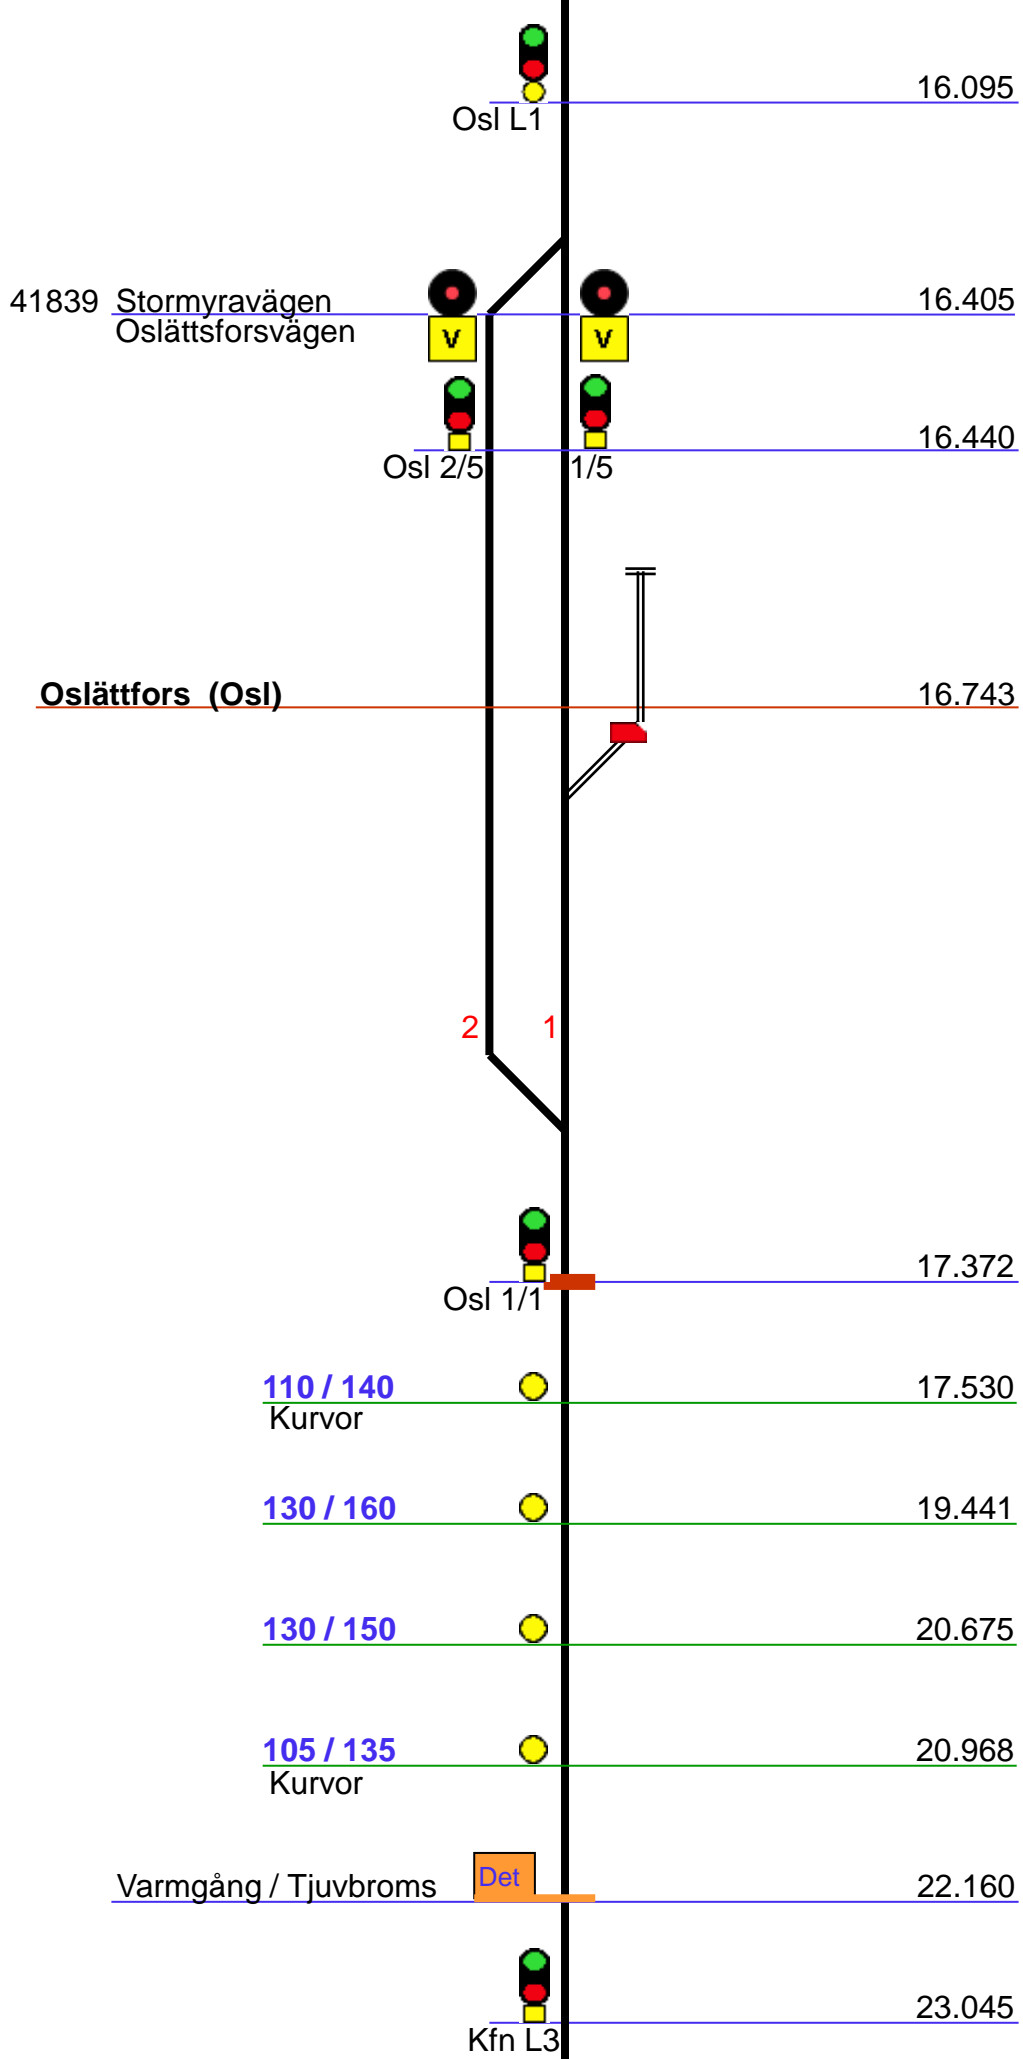 16.095
Osl L1
41839 Stormyravägen
16.405
Oslättsforsvägen
V
V
16.440
Osl 2/5
1/5
Oslättfors (Osl)
16.743
2
1
17.372
Osl 1/1
110 / 140
17.530
Kurvor
130 / 160
19.441
130 / 150
20.675
105 / 135
20.968
Kurvor
Varmgång / Tjuvbroms
Det
22.160
23.045
Kfn L3